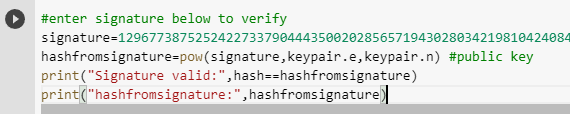 #enter signature below to verify
signature=12967738752524227337904443500202856571943028034219810424084
hashfromsignature=pow(signature,keypair.e,keypair.n) #public key
print("Signature valid:",hash==hashfromsignature)
print("hashfromsignature:",hashfromsignature)